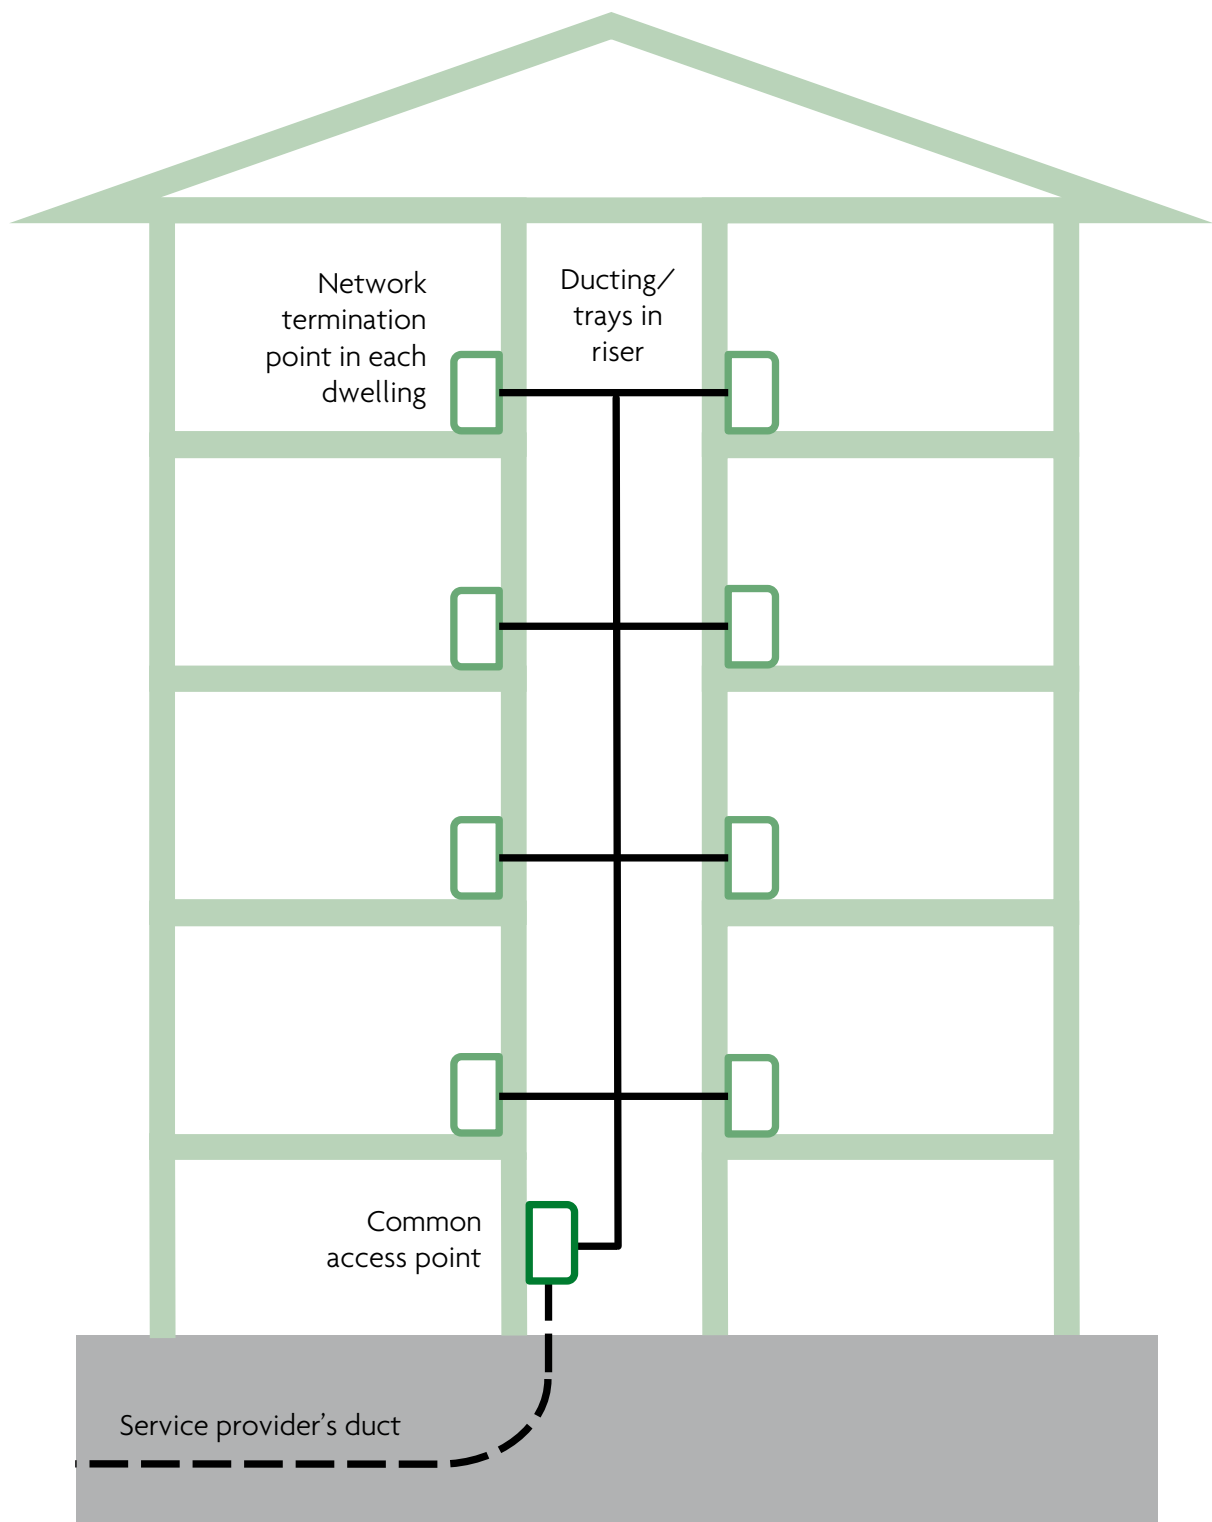 Network
termination
point in each
dwelling
Ducting/
trays in
riser
Common
access point
Service provider’s duct